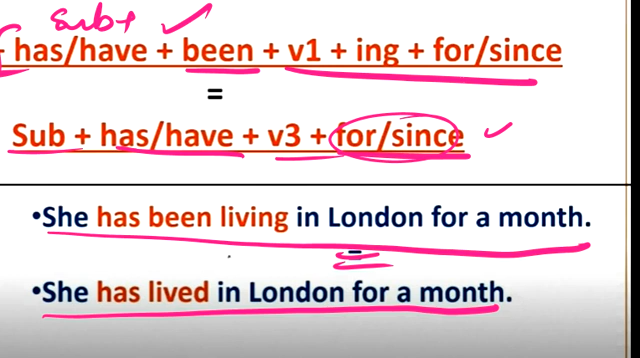 Sub+ ✓
has/have + been + v1 + ing + for/since
=
Sub + has/have + v3 + for/since ✓
•She has been living in London for a month.
=
•She has lived in London for a month.